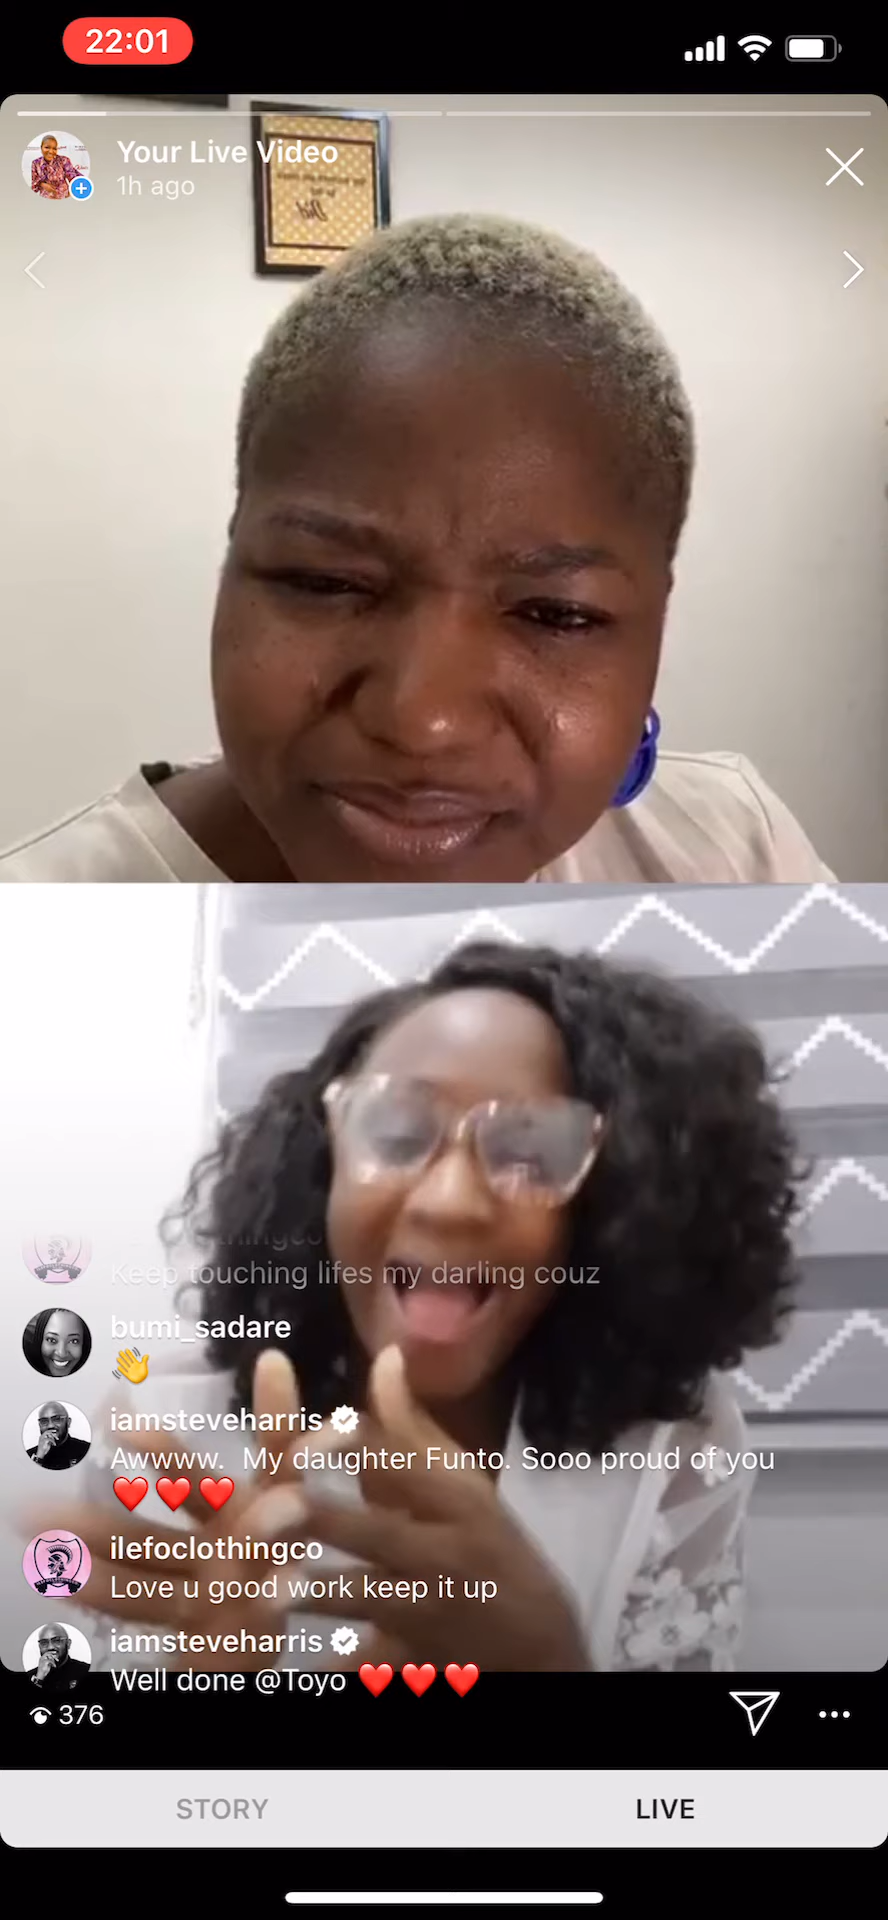 22:01
Your Live Video
1h ago
Keep touching lifes my darling couz
bumi_sadare
👋
iamsteveharris
Awwww. My daughter Funto. Sooo proud of you
❤️❤️❤️
ilefoclothingco
Love u good work keep it up
iamsteveharris
Well done @Toyo ❤️❤️❤️
376
STORY
LIVE